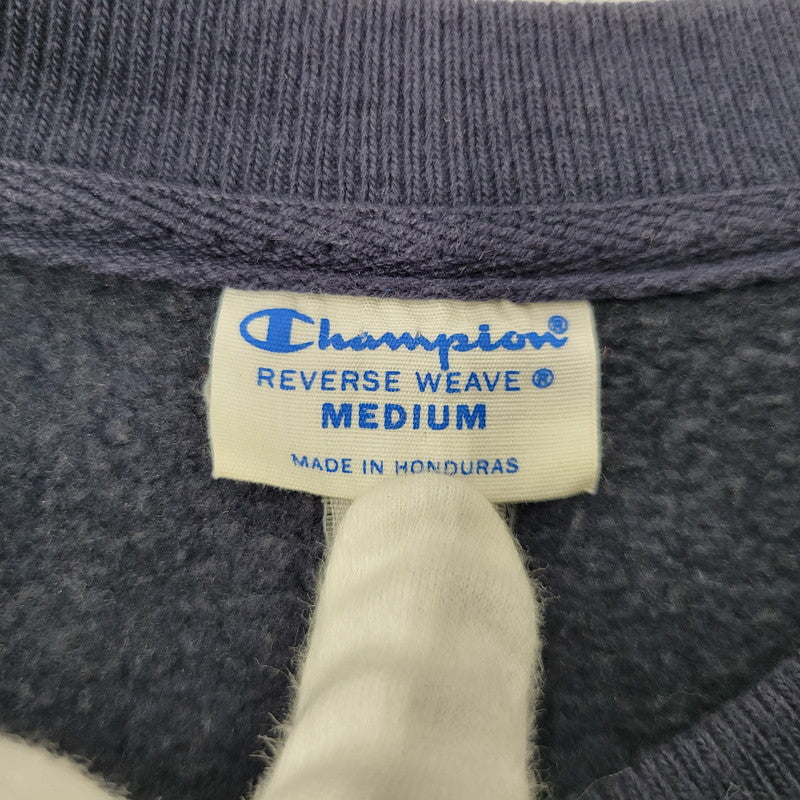 Champion®
REVERSE WEAVE ®
MEDIUM
MADE IN HONDURAS